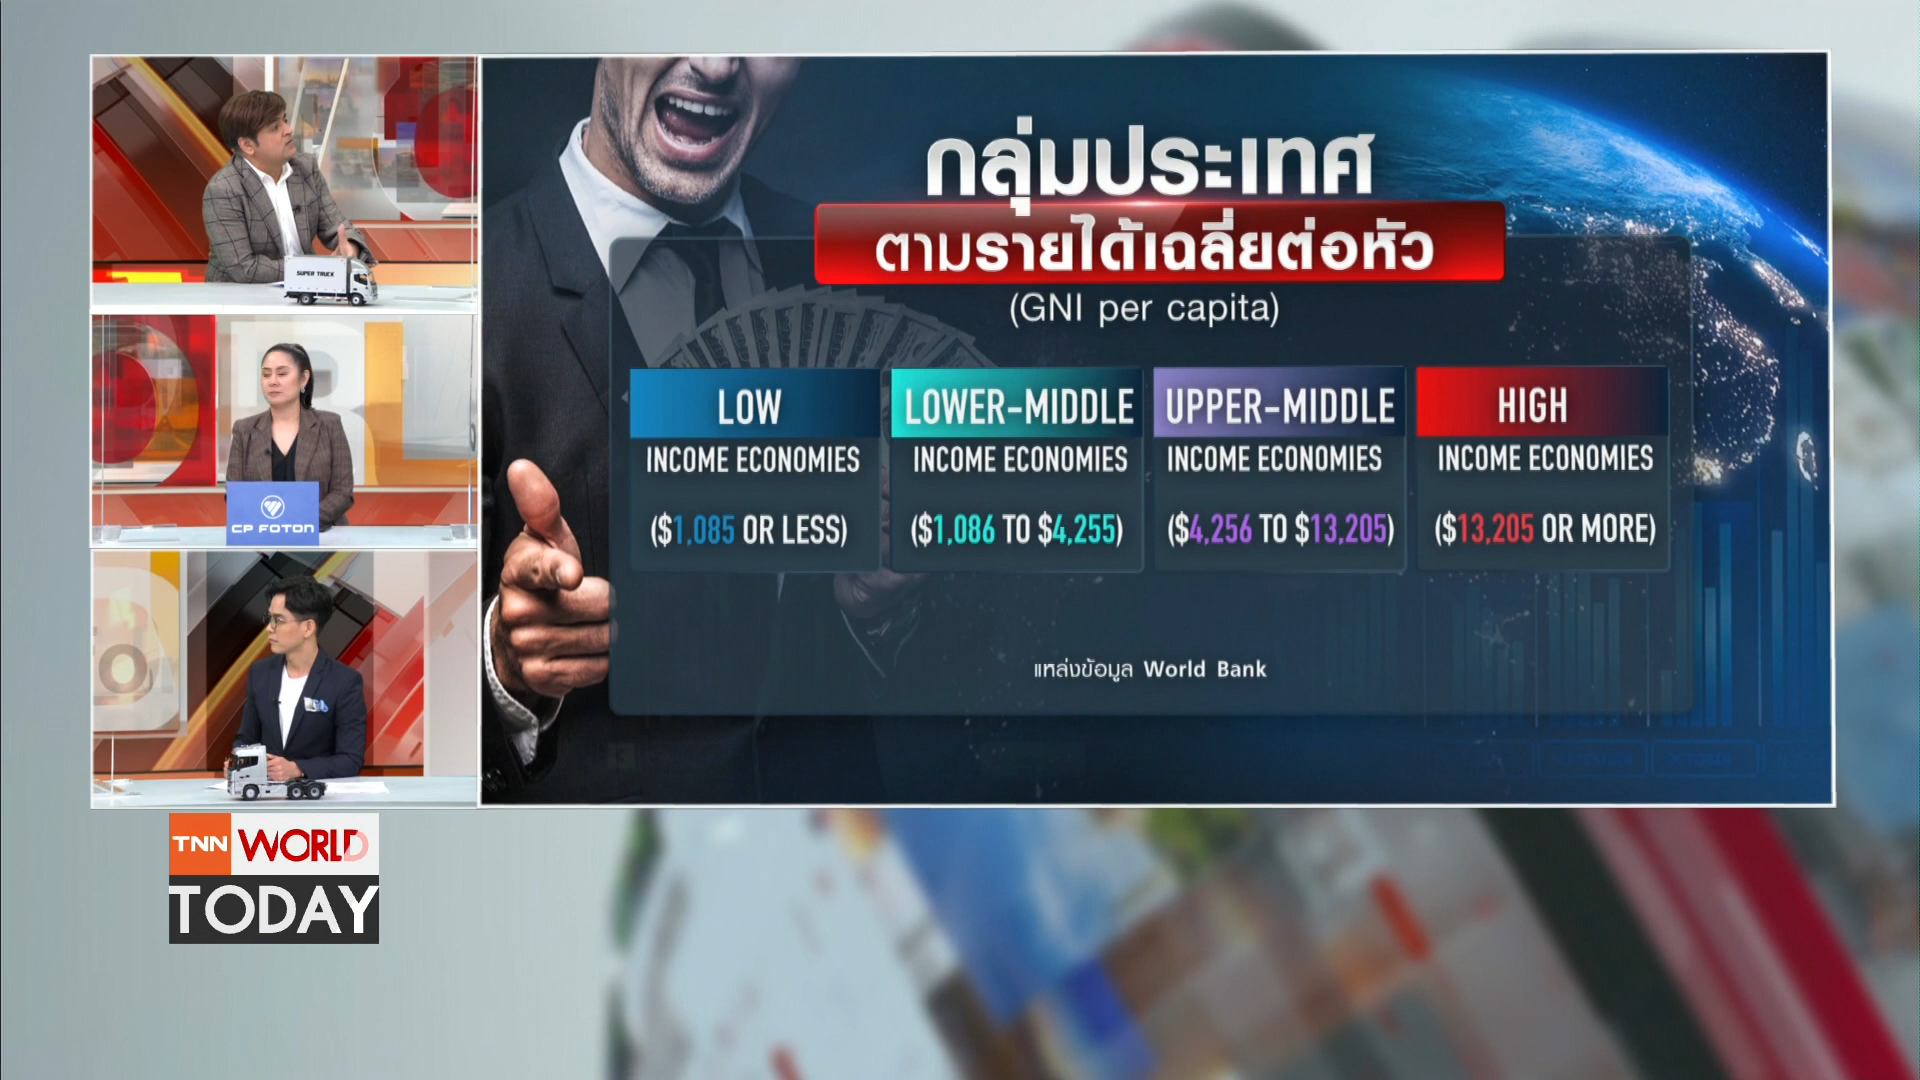 กลุ่มประเทศ
ตามรายได้เฉลี่ยต่อหัว
(GNI per capita)
LOW
INCOME ECONOMIES
($1,085 OR LESS)
LOWER-MIDDLE
INCOME ECONOMIES
($1,086 TO $4,255)
UPPER-MIDDLE
INCOME ECONOMIES
($4,256 TO $13,205)
HIGH
INCOME ECONOMIES
($13,205 OR MORE)
แหล่งข้อมูล World Bank
SUPER TRUCK
CP FOTON
TNN WORLD
TODAY